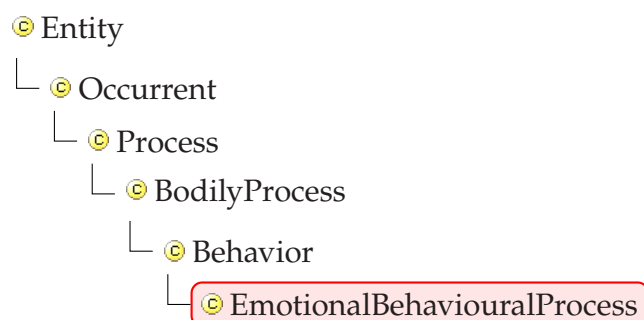 Entity
Occurrent
Process
BodilyProcess
Behavior
EmotionalBehaviouralProcess